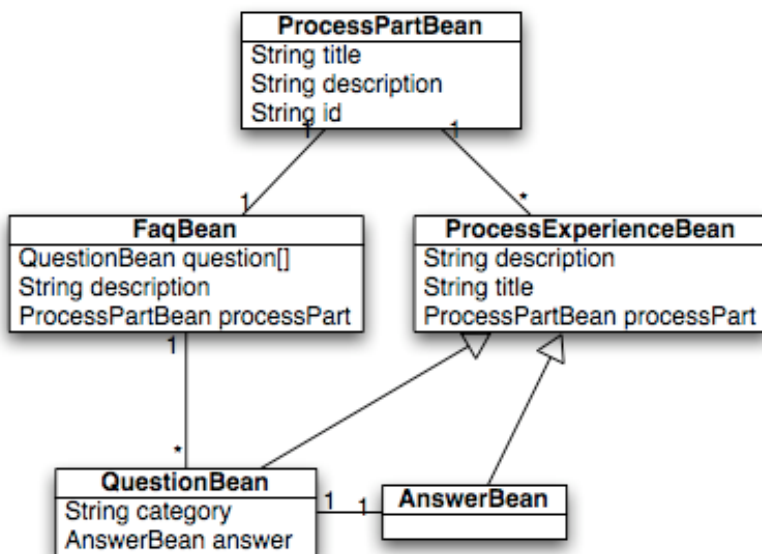 ProcessPartBean
String title
String description
String id
1
1
1
*
FaqBean
QuestionBean question[]
String description
ProcessPartBean processPart
ProcessExperienceBean
String description
String title
ProcessPartBean processPart
1
*
QuestionBean
String category
AnswerBean answer
1
1
AnswerBean